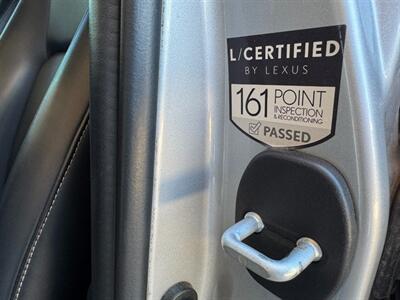 L/CERTIFIED
BY LEXUS
161 POINT
INSPECTION
& RECONDITIONING
PASSED